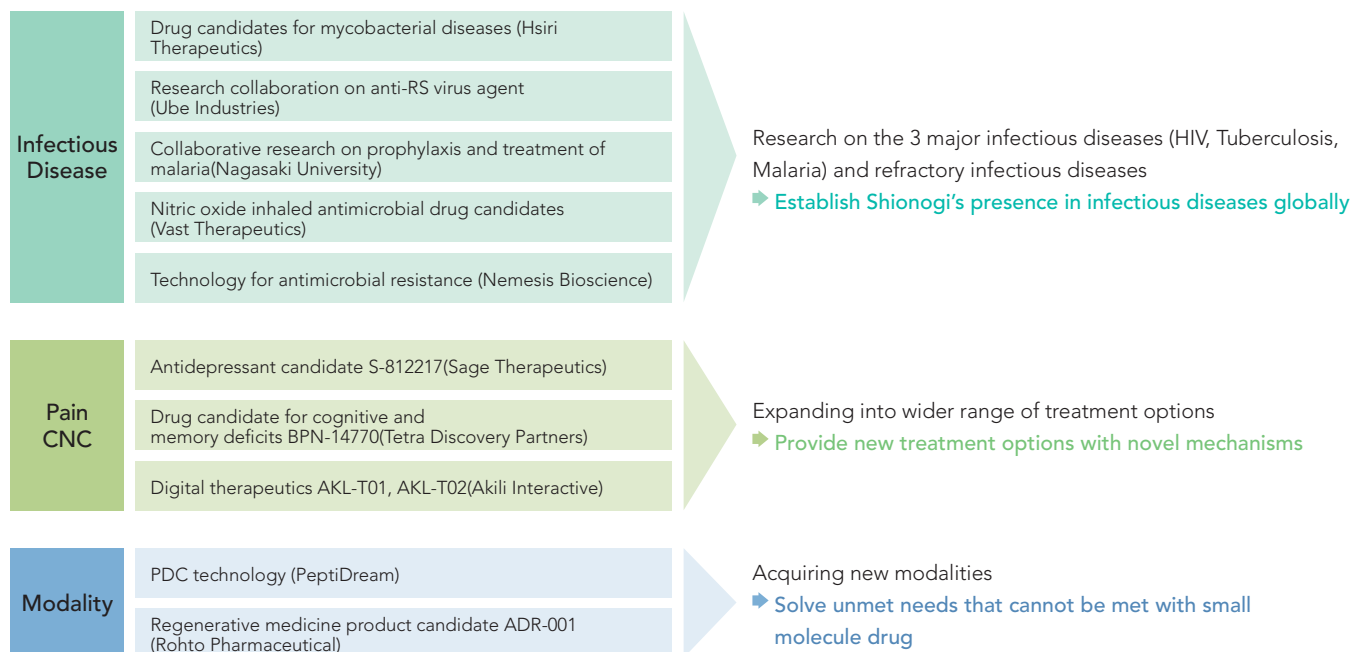 Infectious
Disease
Drug candidates for mycobacterial diseases (Hsiri
Therapeutics)
Research collaboration on anti-RS virus agent
(Ube Industries)
Collaborative research on prophylaxis and treatment of
malaria(Nagasaki University)
Nitric oxide inhaled antimicrobial drug candidates
(Vast Therapeutics)
Technology for antimicrobial resistance (Nemesis Bioscience)
Research on the 3 major infectious diseases (HIV, Tuberculosis,
Malaria) and refractory infectious diseases
Establish Shionogi's presence in infectious diseases globally
Pain
CNC
Antidepressant candidate S-812217(Sage Therapeutics)
Drug candidate for cognitive and
memory deficits BPN-14770(Tetra Discovery Partners)
Digital therapeutics AKL-T01, AKL-T02(Akili Interactive)
Expanding into wider range of treatment options
Provide new treatment options with novel mechanisms
Modality
PDC technology (PeptiDream)
Regenerative medicine product candidate ADR-001
(Rohto Pharmaceutical)
Acquiring new modalities
Solve unmet needs that cannot be met with small
molecule drug